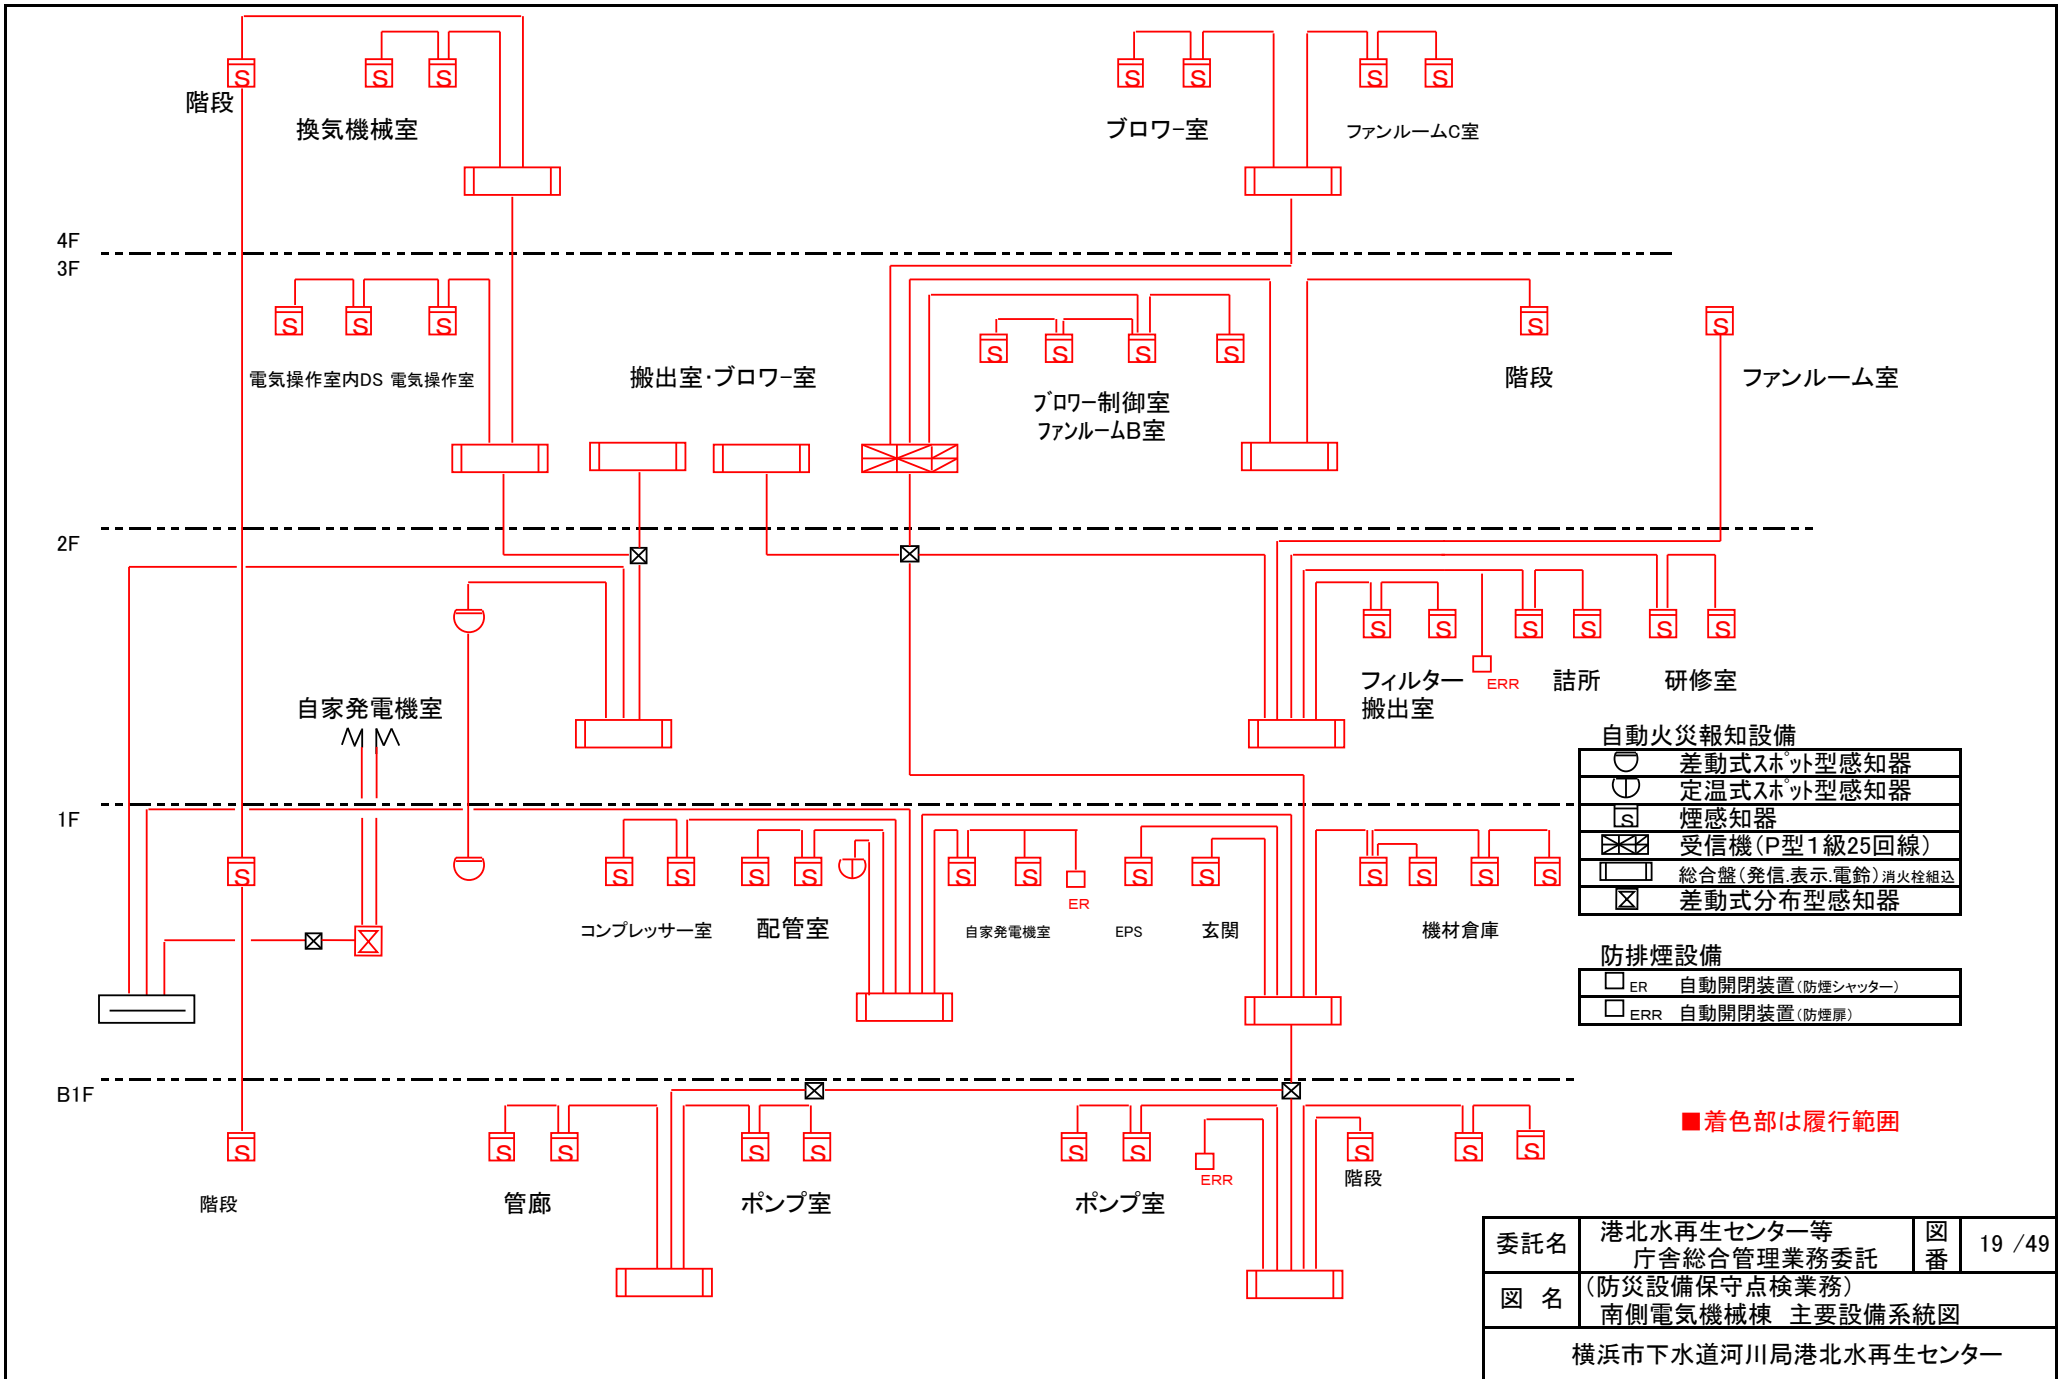 S
S
S
S
S
S
S
階段
換気機械室
ブロワー室
ファンルームC室
4F
3F
S
S
S
S
S
S
S
S
S
電気操作室内DS 電気操作室
搬出室・ブロワー室
ブロワー制御室
ファンルームB室
階段
ファンルーム室
2F
S
S
S
S
S
S
フィルター
搬出室
ERR
詰所
研修室
自家発電機室
1F
S
S
S
S
S
S
S
S
S
S
S
S
S
ER
コンプレッサー室
配管室
自家発電機室
EPS
玄関
機材倉庫
B1F
S
S
S
S
S
S
S
S
S
S
ERR
階段
管廊
ポンプ室
ポンプ室
階段
自動火災報知設備
差動式スポット型感知器
定温式スポット型感知器
S 煙感知器
受信機(P型1級25回線)
総合盤(発信.表示.電鈴)消火栓組込
差動式分布型感知器
防排煙設備
ER 自動開閉装置(防煙シャッター)
ERR 自動開閉装置(防煙扉)
■着色部は履行範囲
委託名 港北水再生センター等
庁舎総合管理業務委託
図番 19 /49
図 名 (防災設備保守点検業務)
南側電気機械棟 主要設備系統図
横浜市下水道河川局港北水再生センター